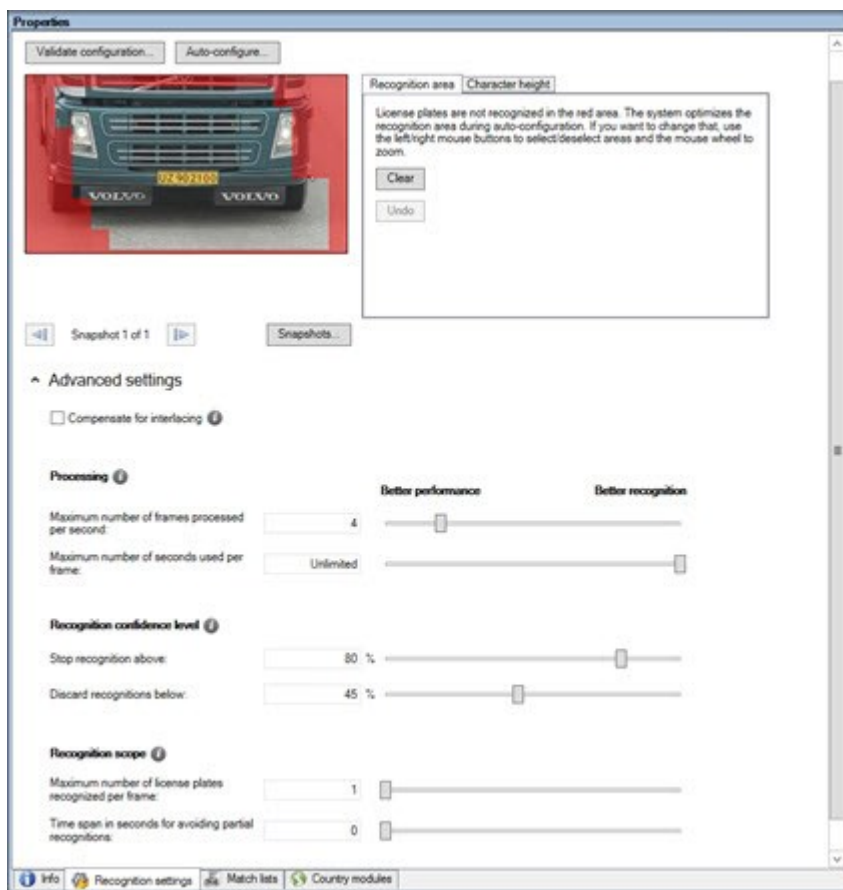 Properties
Validate configuration...
Auto-configure...
UZ 902100
VOLVO
VOLVO
Recognition area
Character height
License plates are not recognized in the red area. The system optimizes the
recognition area during auto-configuration. If you want to change that, use
the left/right mouse buttons to select/deselect areas and the mouse wheel to
zoom.
Clear
Undo
Snapshot 1 of 1
Snapshots...
Advanced settings
Compensate for interlacing
Processing
Better performance
Better recognition
Maximum number of frames processed
per second:
4
Maximum number of seconds used per
frame:
Unlimited
Recognition confidence level
Stop recognition above:
80 %
Discard recognitions below:
45 %
Recognition scope
Maximum number of license plates
recognized per frame:
1
Time span in seconds for avoiding partial
recognitions:
0
Info
Recognition settings
Match lists
Country modules